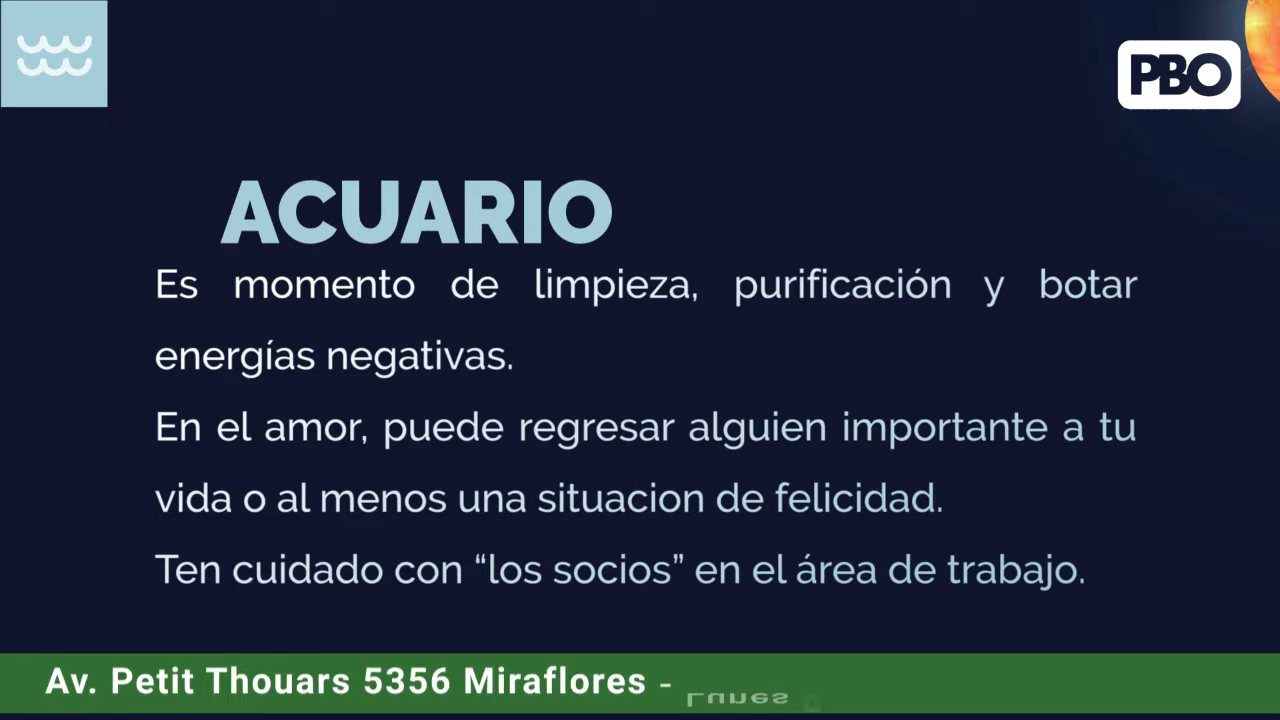 PBO
ACUARIO
Es momento de limpieza, purificación y botar
energías negativas.
En el amor, puede regresar alguien importante a tu
vida o al menos una situacion de felicidad.
Ten cuidado con “los socios” en el área de trabajo.
Av. Petit Thouars 5356 Miraflores - Lunes